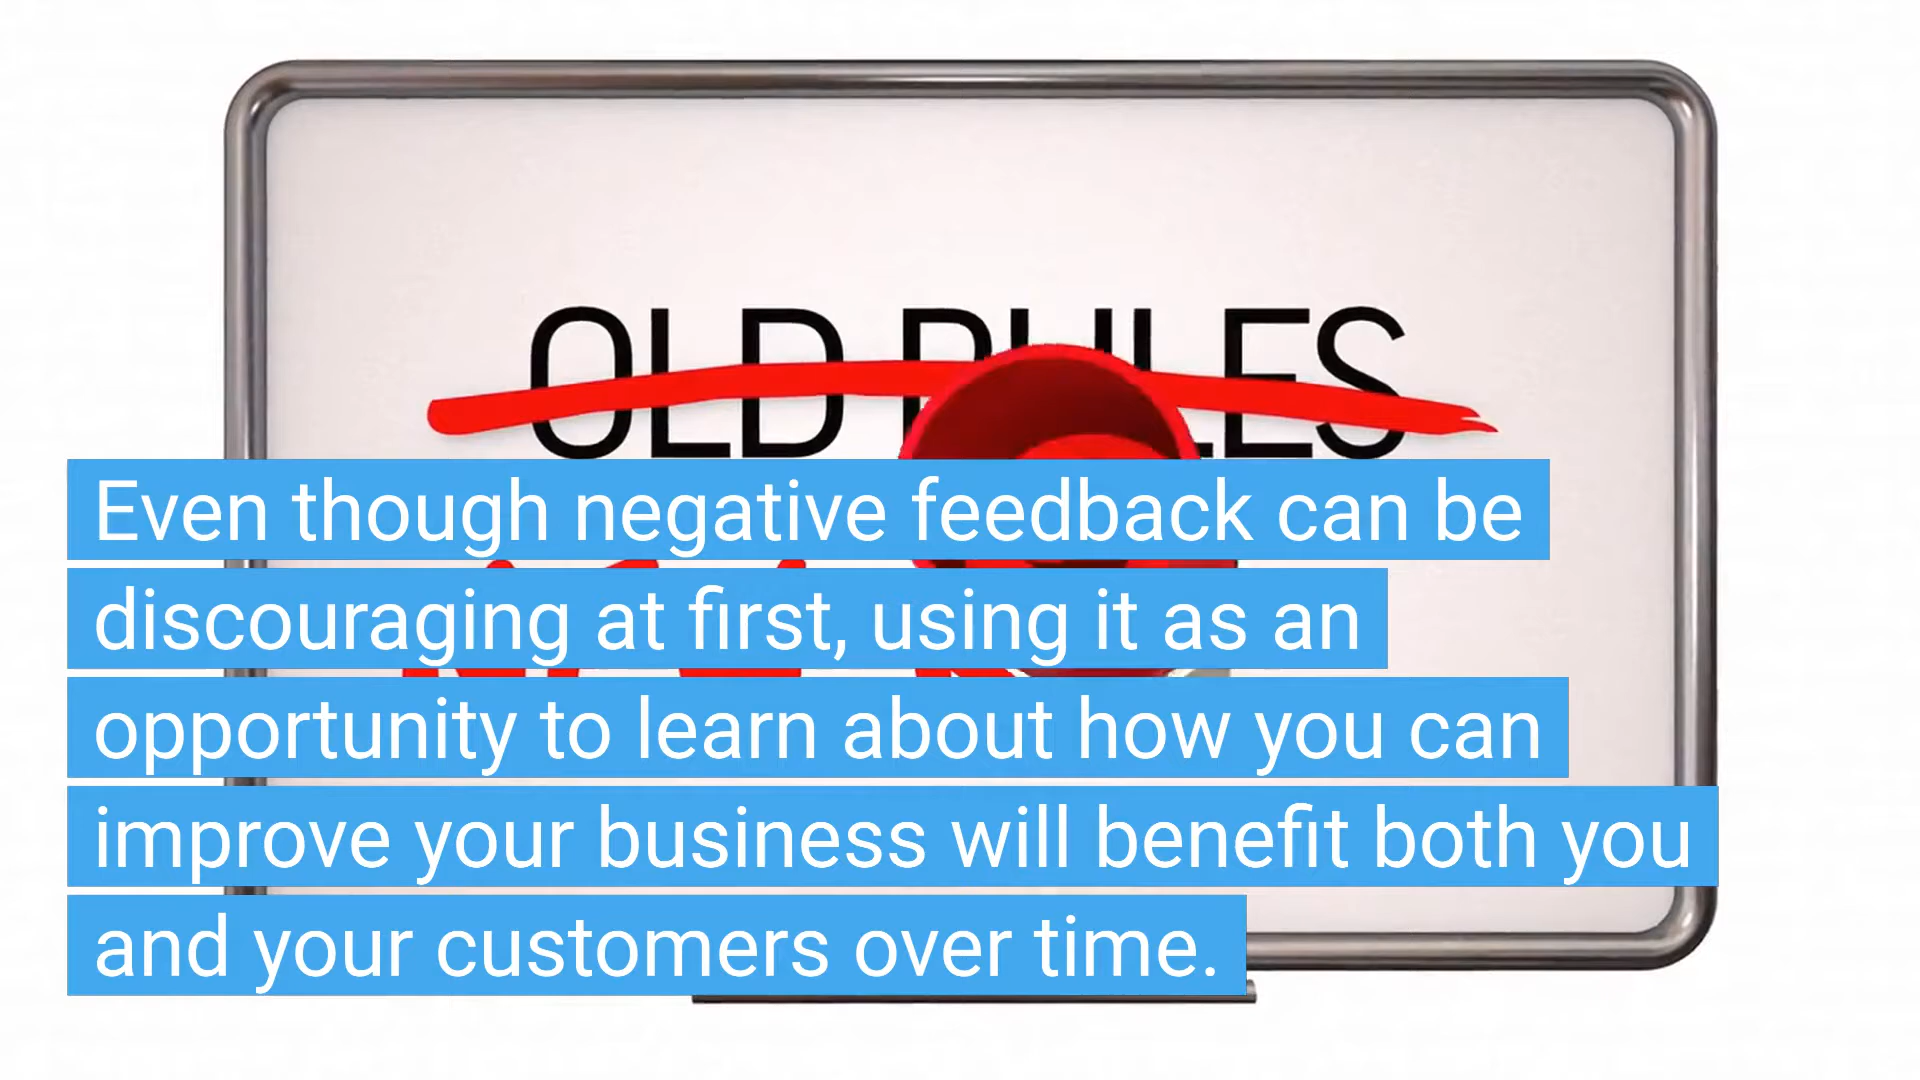 OLD RULES
Even though negative feedback can be
discouraging at first, using it as an
opportunity to learn about how you can
improve your business will benefit both you
and your customers over time.